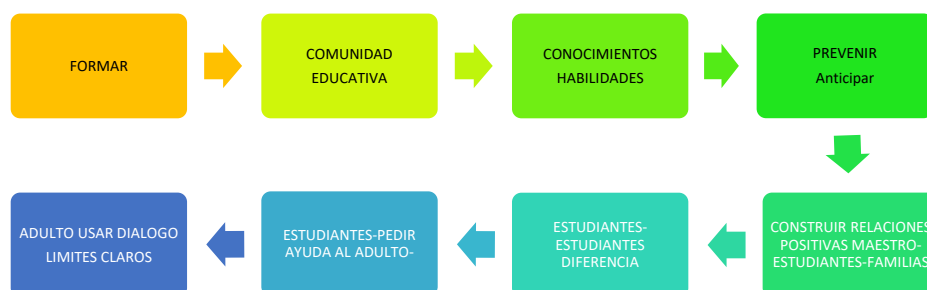 FORMAR
COMUNIDAD
EDUCATIVA
CONOCIMIENTOS
HABILIDADES
PREVENIR
Anticipar
CONSTRUIR RELACIONES
POSITIVAS MAESTRO-
ESTUDIANTES-FAMILIAS
ESTUDIANTES-
ESTUDIANTES
DIFERENCIA
ESTUDIANTES-PEDIR
AYUDA AL ADULTO-
ADULTO USAR DIALOGO
LIMITES CLAROS